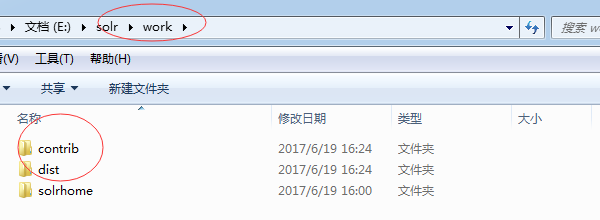 文档 (E:) ▸ solr ▸ work ▸
搜索 w
(V) 工具(T) 帮助(H)
共享 新建文件夹
名称 修改日期 类型 大小
contrib 2017/6/19 16:24 文件夹
dist 2017/6/19 16:24 文件夹
solrhome 2017/6/19 16:00 文件夹